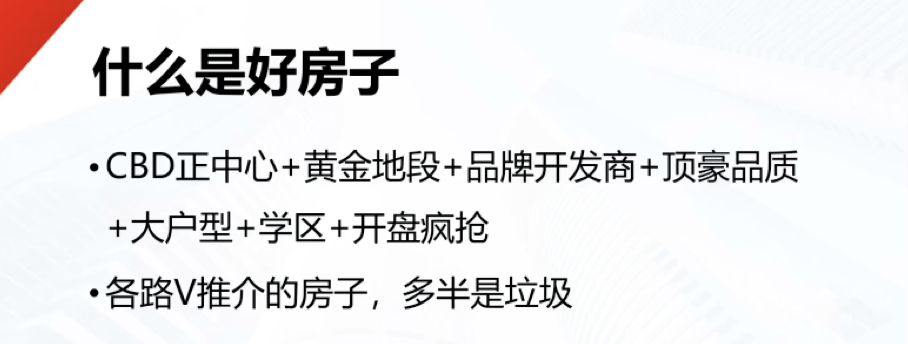 什么是好房子
•CBD正中心+黄金地段+品牌开发商+顶豪品质
+大户型+学区+开盘疯抢
•各路V推介的房子，多半是垃圾